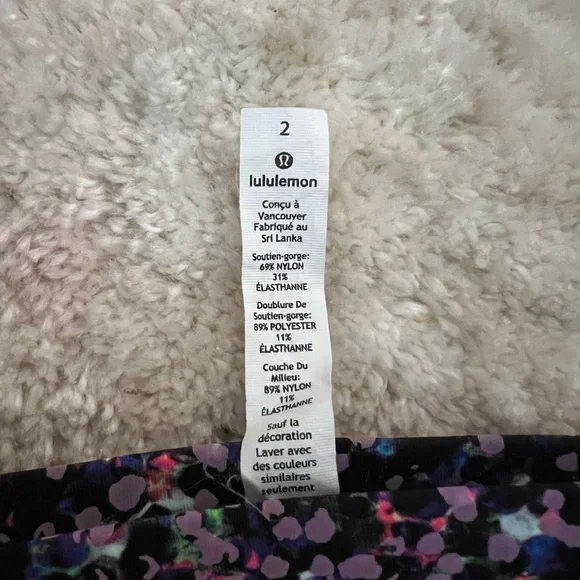 2
lululemon
Conçu à
Vancouver
Fabriqué au
Sri Lanka
Soutien-gorge:
69% NYLON
31%
ÉLASTHANNE
Doublure De
Soutien-gorge:
89% POLYESTER
11%
ÉLASTHANNE
Couche Du
Milieu:
89% NYLON
11%
ÉLASTHANNE
Sauf la
décoration
Laver avec
des couleurs
similaires
seulement